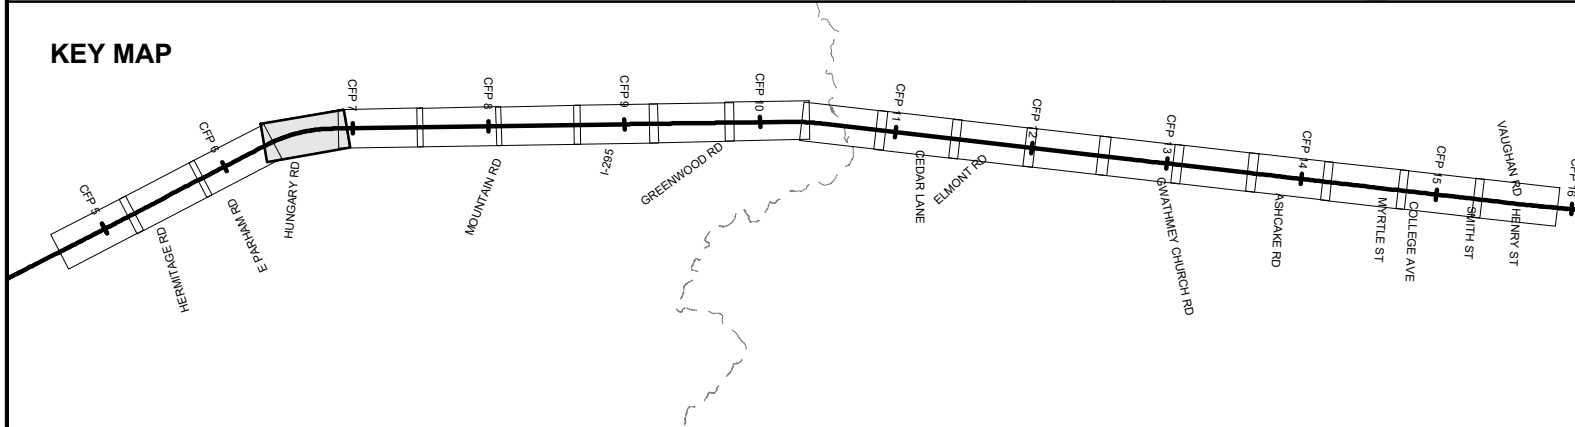 KEY MAP
CFP 5
HERMITAGE RD
CFP 6
E PARHAM RD
HUNGARY RD
CFP 7
CFP 8
MOUNTAIN RD
CFP 9
I-295
GREENWOOD RD
CFP 10
CFP 11
CEDAR LANE
ELMONT RD
CFP 12
CFP 13
GWATHMEY CHURCH RD
CFP 14
ASHCAKE RD
MYRTLE ST
COLLEGE AVE
CFP 15
SMITH ST
VAUGHAN RD
HENRY ST
CFP 16